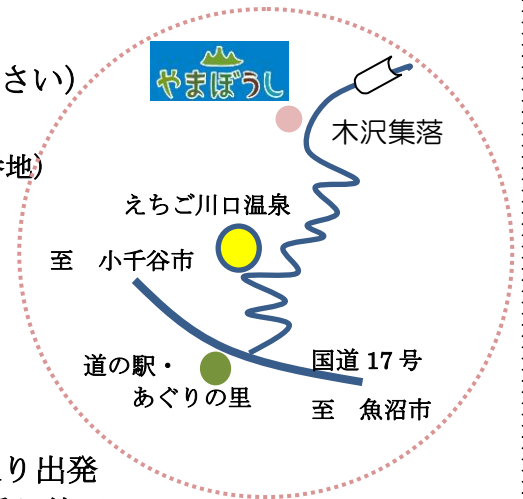 さい）
やまぼうし
木沢集落
地）
えちご川口温泉
至　小千谷市
国道 17 号
道の駅・
あぐりの里
至　魚沼市
り出発